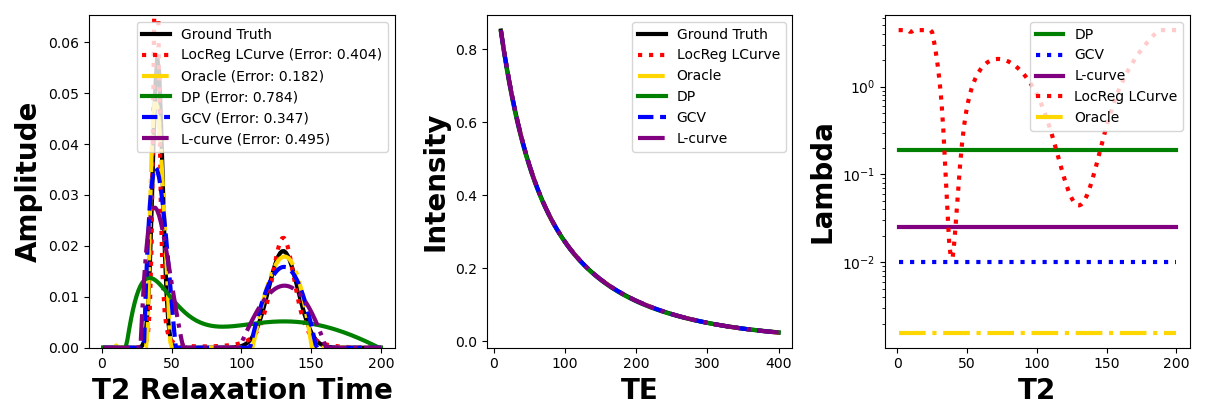 Amplitude
0.06
0.05
0.04
0.03
0.02
0.01
0.00
0 50 100 150 200
T2 Relaxation Time
Ground Truth
LocReg LCurve (Error: 0.404)
Oracle (Error: 0.182)
DP (Error: 0.784)
GCV (Error: 0.347)
L-curve (Error: 0.495)
Intensity
0.8
0.6
0.4
0.2
0.0
0 100 200 300 400
TE
Ground Truth
LocReg LCurve
Oracle
DP
GCV
L-curve
Lambda
10⁰
10⁻¹
10⁻²
0 50 100 150 200
T2
DP
GCV
L-curve
LocReg LCurve
Oracle